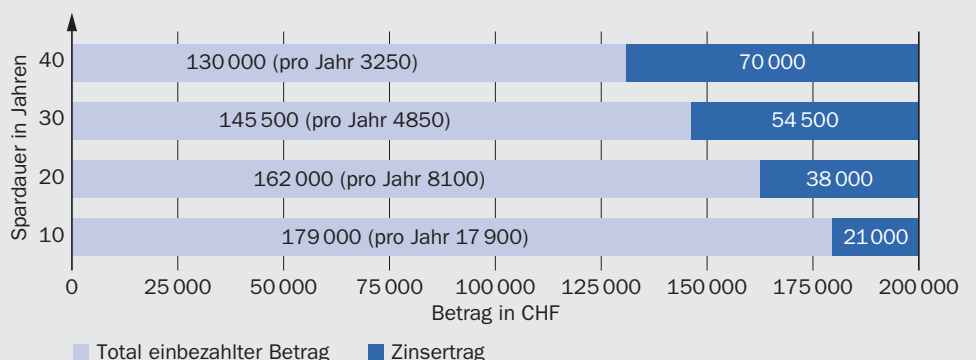 Spardauer in Jahren
40
130 000 (pro Jahr 3250)
70 000
30
145 500 (pro Jahr 4850)
54 500
20
162 000 (pro Jahr 8100)
38 000
10
179 000 (pro Jahr 17 900)
21 000
0 25 000 50 000 75 000 100 000 125 000 150 000 175 000 200 000
Betrag in CHF
Total einbezahlter Betrag Zinsertrag